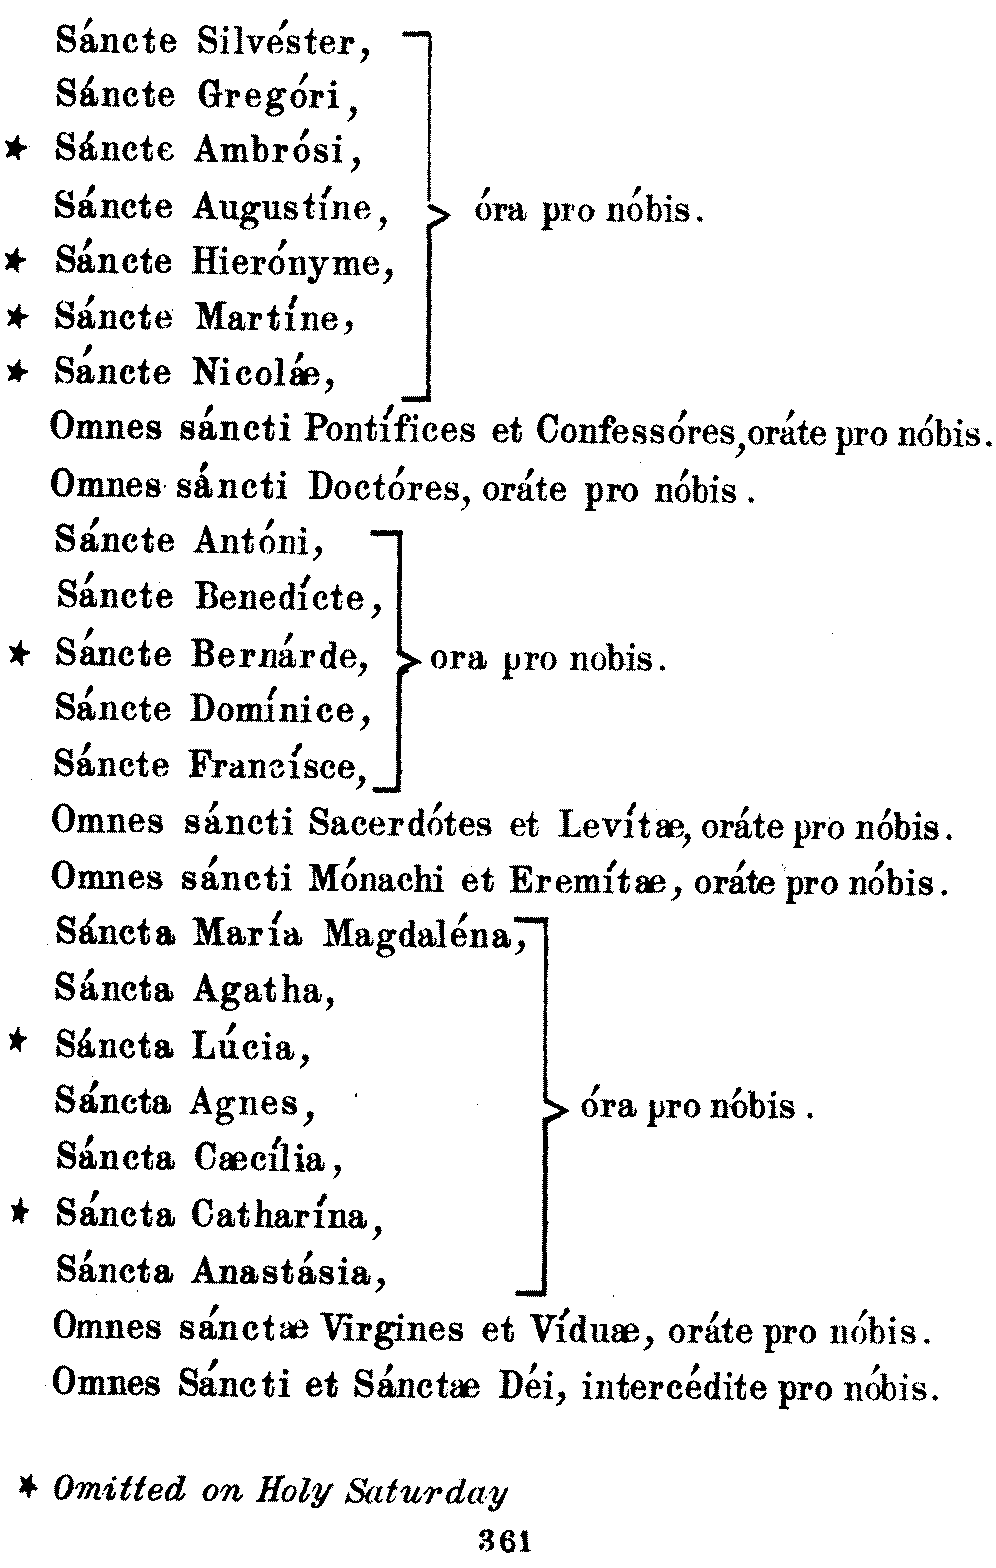 Sáncte Silvéster,
Sáncte Gregóri,
★ Sáncte Ambrósi,
Sáncte Augustíne, óra pro nóbis.
★ Sáncte Hierónyme,
★ Sáncte Martíne,
★ Sáncte Nicolǽ,
Omnes sáncti Pontífices et Confessóres, oráte pro nóbis.
Omnes sáncti Doctóres, oráte pro nóbis.
Sáncte Antóni,
Sáncte Benedícte,
★ Sáncte Bernárde, ora pro nobis.
Sáncte Domínice,
Sáncte Francísce,
Omnes sáncti Sacerdótes et Levítæ, oráte pro nóbis.
Omnes sáncti Mónachi et Eremítæ, oráte pro nóbis.
Sáncta María Magdaléna,
Sáncta Agatha,
★ Sáncta Lúcia,
Sáncta Agnes, óra pro nóbis.
Sáncta Cæcília,
★ Sáncta Catharína,
Sáncta Anastásia,
Omnes sánctæ Virgines et Víduæ, oráte pro nóbis.
Omnes Sáncti et Sánctæ Déi, intercédite pro nóbis.
★ Omitted on Holy Saturday
361